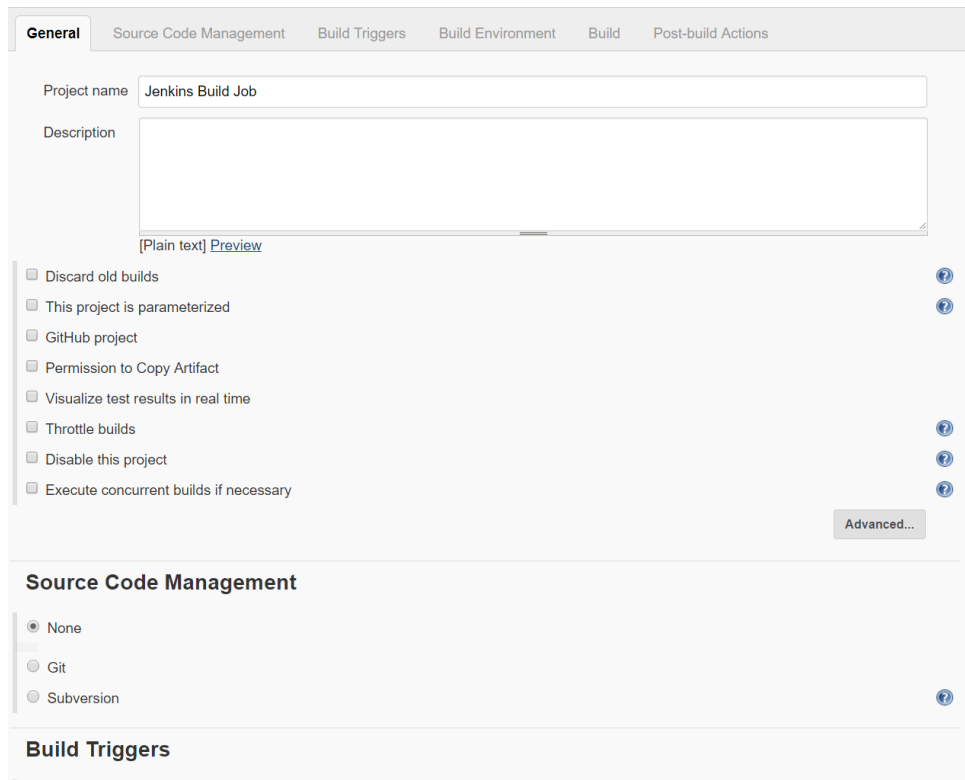 General Source Code Management Build Triggers Build Environment Build Post-build Actions
Project name Jenkins Build Job
Description
[Plain text] Preview
Discard old builds
This project is parameterized
GitHub project
Permission to Copy Artifact
Visualize test results in real time
Throttle builds
Disable this project
Execute concurrent builds if necessary
Advanced...
Source Code Management
None
Git
Subversion
Build Triggers